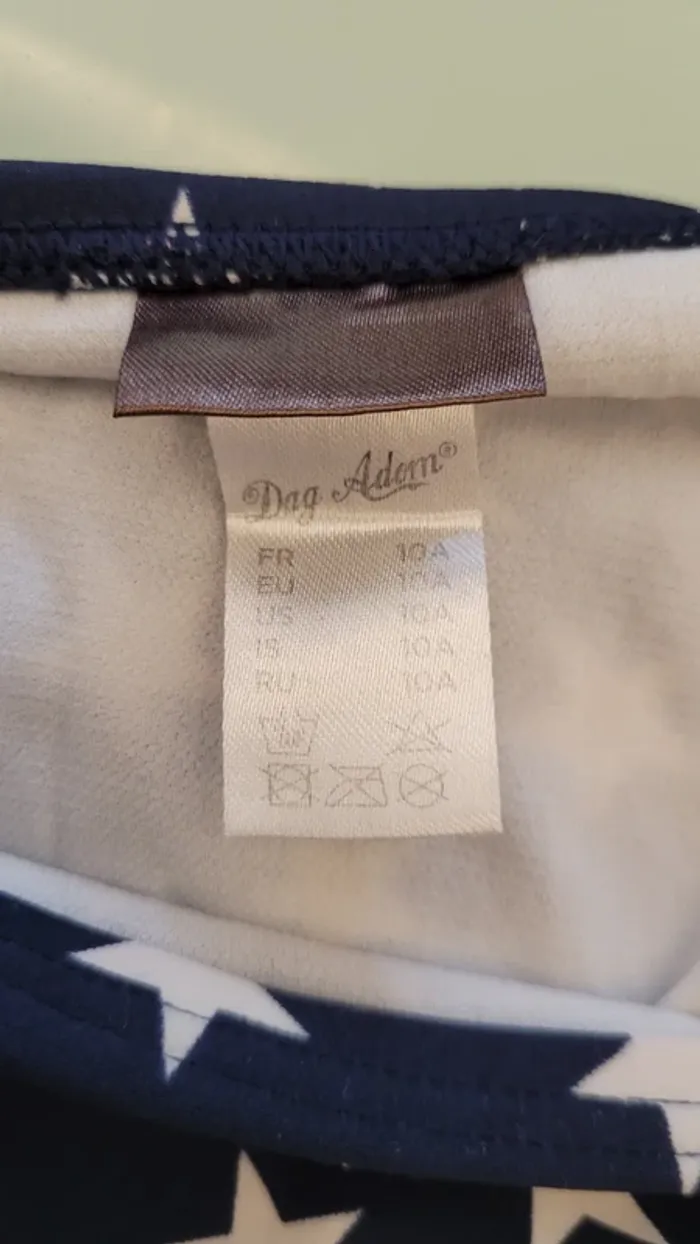 Dag Adom®
FR 10A
EU 10A
US 10A
IS 10A
RU 10A